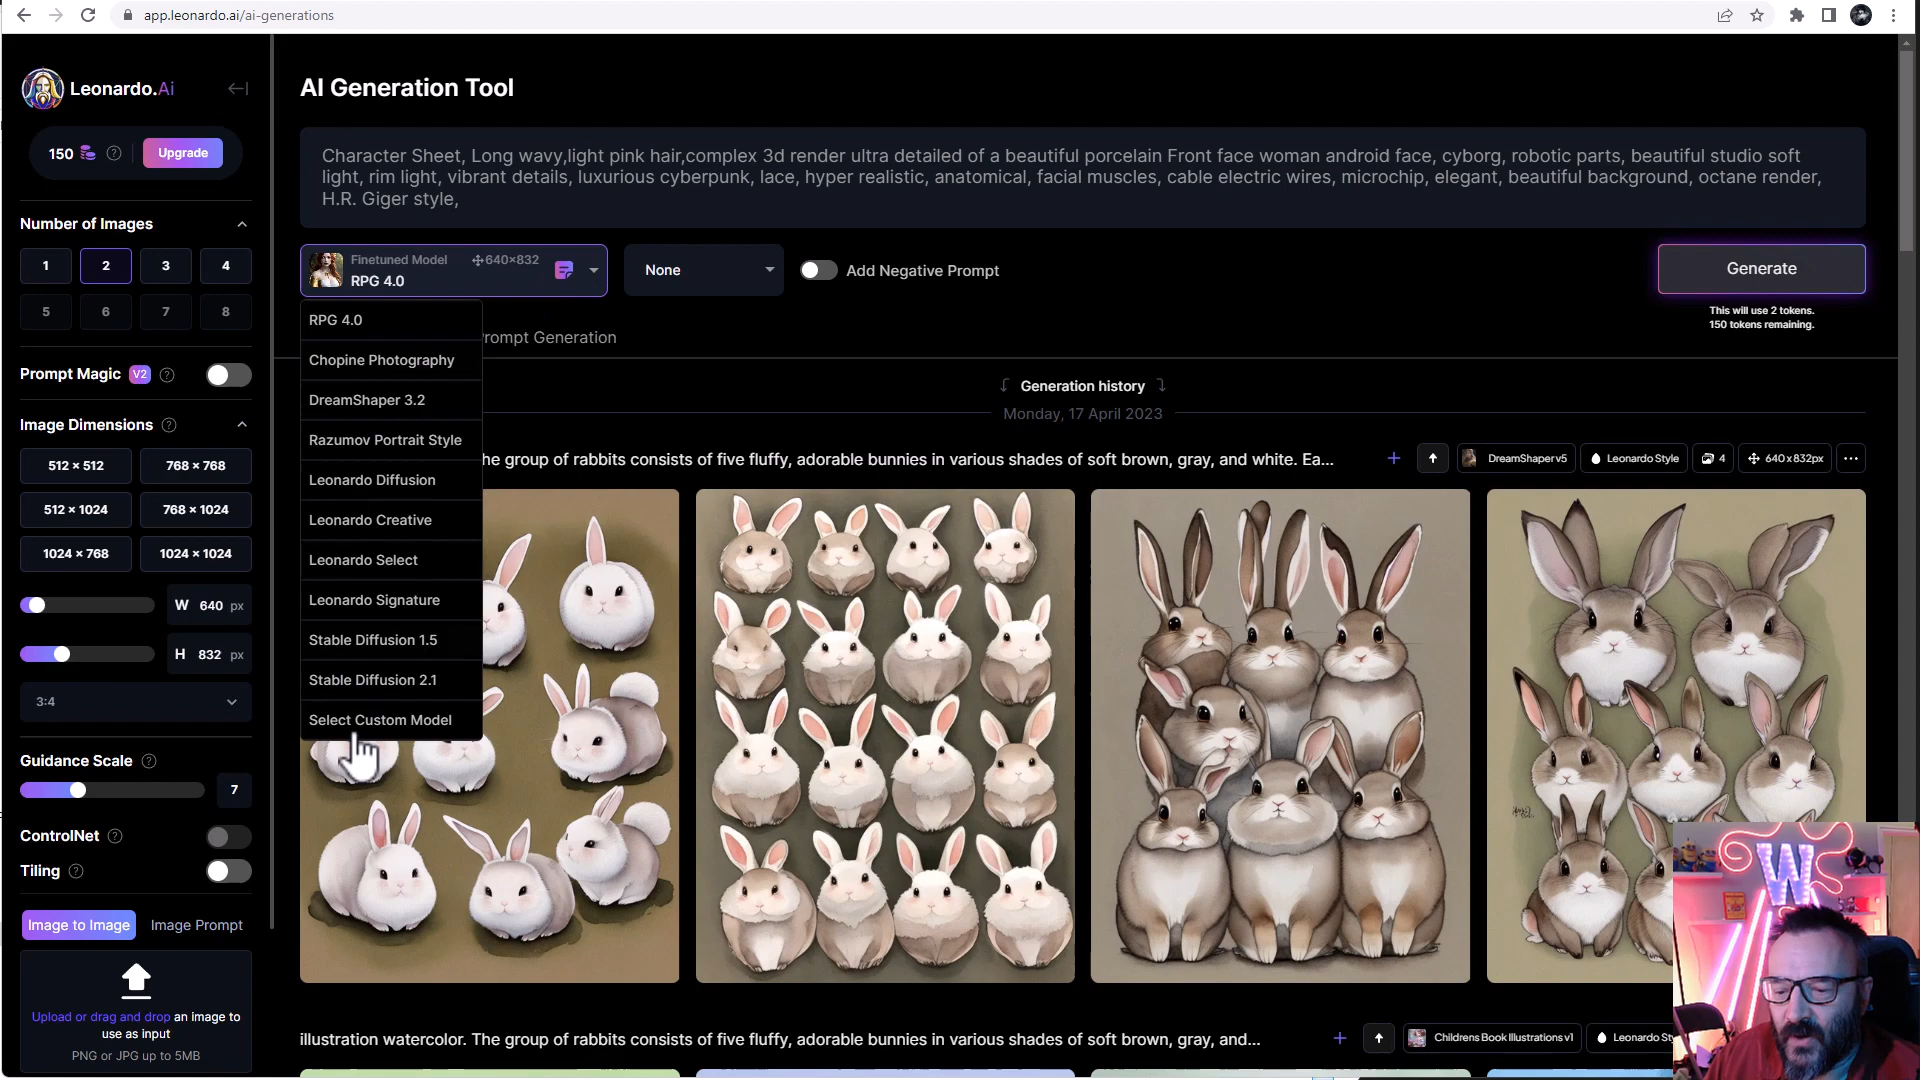 app.leonardo.ai/ai-generations
Leonardo.Ai
150
Upgrade
Number of Images
1
2
3
4
5
6
7
8
Prompt Magic V2
Image Dimensions
512 × 512
768 × 768
512 × 1024
768 × 1024
1024 × 768
1024 × 1024
W 640 px
H 832 px
3:4
Guidance Scale
7
ControlNet
Tiling
Image to Image
Image Prompt
Upload or drag and drop an image to
use as input
PNG or JPG up to 5MB
AI Generation Tool
Character Sheet, Long wavy,light pink hair,complex 3d render ultra detailed of a beautiful porcelain Front face woman android face, cyborg, robotic parts, beautiful studio soft
light, rim light, vibrant details, luxurious cyberpunk, lace, hyper realistic, anatomical, facial muscles, cable electric wires, microchip, elegant, beautiful background, octane render,
H.R. Giger style,
Finetuned Model
640×832
RPG 4.0
None
Add Negative Prompt
Generate
This will use 2 tokens.
150 tokens remaining.
RPG 4.0
Chopine Photography
DreamShaper 3.2
Razumov Portrait Style
Leonardo Diffusion
Leonardo Creative
Leonardo Select
Leonardo Signature
Stable Diffusion 1.5
Stable Diffusion 2.1
Select Custom Model
rompt Generation
Generation history
Monday, 17 April 2023
he group of rabbits consists of five fluffy, adorable bunnies in various shades of soft brown, gray, and white. Ea...
DreamShaper v5
Leonardo Style
4
640x832px
illustration watercolor. The group of rabbits consists of five fluffy, adorable bunnies in various shades of soft brown, gray, and...
Childrens Book Illustrations v1
Leonardo Sty
W